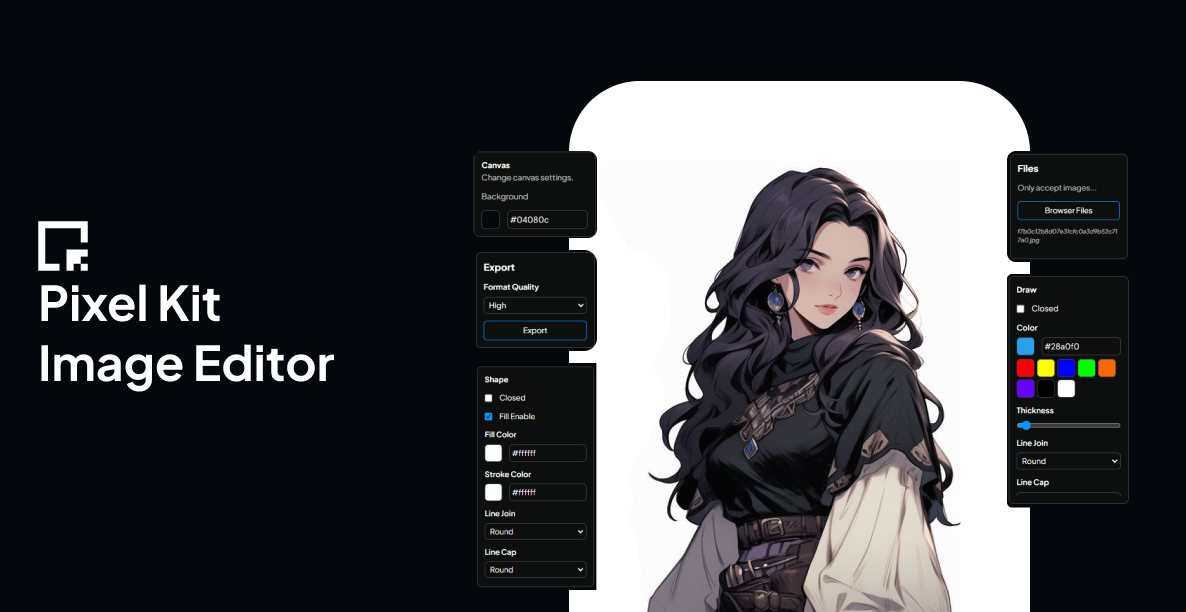 Pixel Kit
Image Editor
Canvas
Change canvas settings.
Background
#04080c
Export
Format Quality
High
Export
Shape
Closed
Fill Enable
Fill Color
#ffffff
Stroke Color
#ffffff
Line Join
Round
Line Cap
Round
Files
Only accept images...
Browser Files
Draw
Closed
Color
#28a0f0
Thickness
Line Join
Round
Line Cap